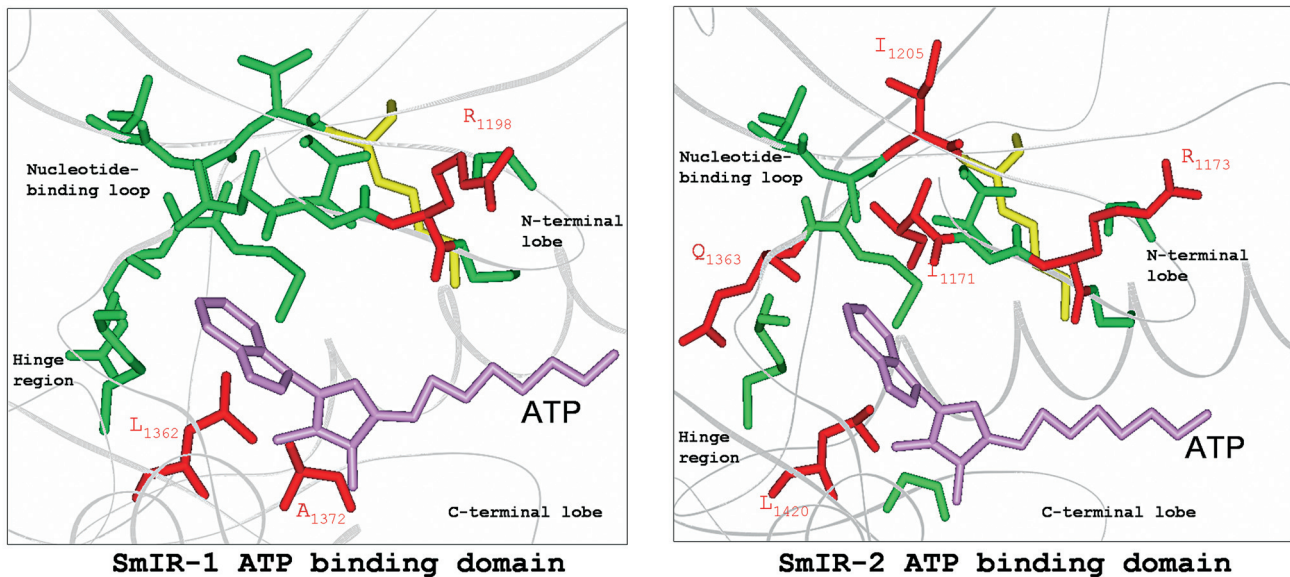 R1198
Nucleotide-
binding loop
N-terminal
lobe
Hinge
region
L1362
ATP
A1372
C-terminal lobe
SmIR-1 ATP binding domain
I1205
R1173
Nucleotide-
binding loop
Q1363
I1171
N-terminal
lobe
Hinge
region
ATP
L1420
C-terminal lobe
SmIR-2 ATP binding domain